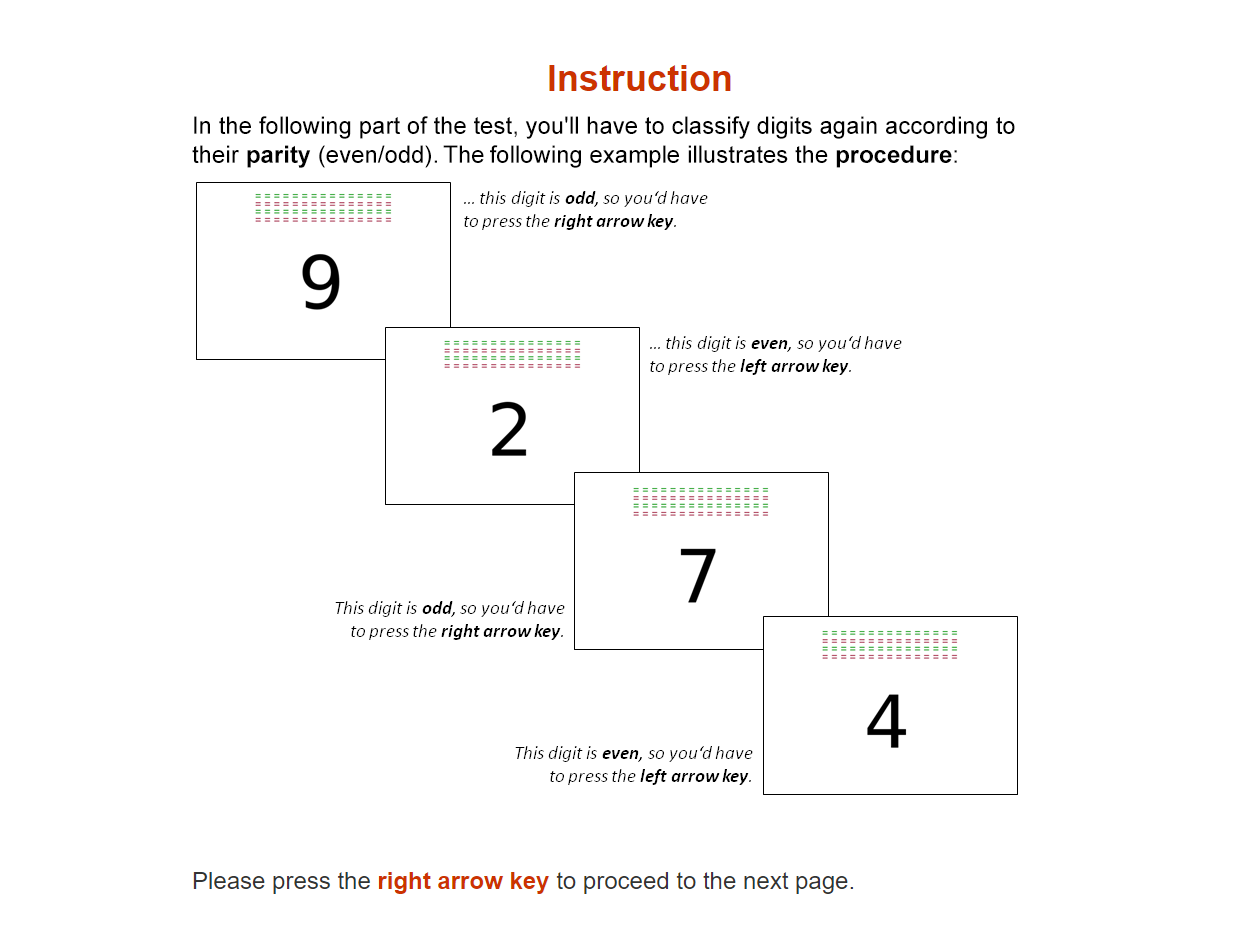 Instruction
In the following part of the test, you'll have to classify digits again according to
their parity (even/odd). The following example illustrates the procedure:
= = = = = = = = = = = = = = =
= = = = = = = = = = = = = = =
= = = = = = = = = = = = = = =
= = = = = = = = = = = = = = =
9
... this digit is odd, so you‘d have
to press the right arrow key.
= = = = = = = = = = = = = = =
= = = = = = = = = = = = = = =
= = = = = = = = = = = = = = =
= = = = = = = = = = = = = = =
2
... this digit is even, so you‘d have
to press the left arrow key.
= = = = = = = = = = = = = = =
= = = = = = = = = = = = = = =
= = = = = = = = = = = = = = =
= = = = = = = = = = = = = = =
7
This digit is odd, so you‘d have
to press the right arrow key.
= = = = = = = = = = = = = = =
= = = = = = = = = = = = = = =
= = = = = = = = = = = = = = =
= = = = = = = = = = = = = = =
4
This digit is even, so you‘d have
to press the left arrow key.
Please press the right arrow key to proceed to the next page.